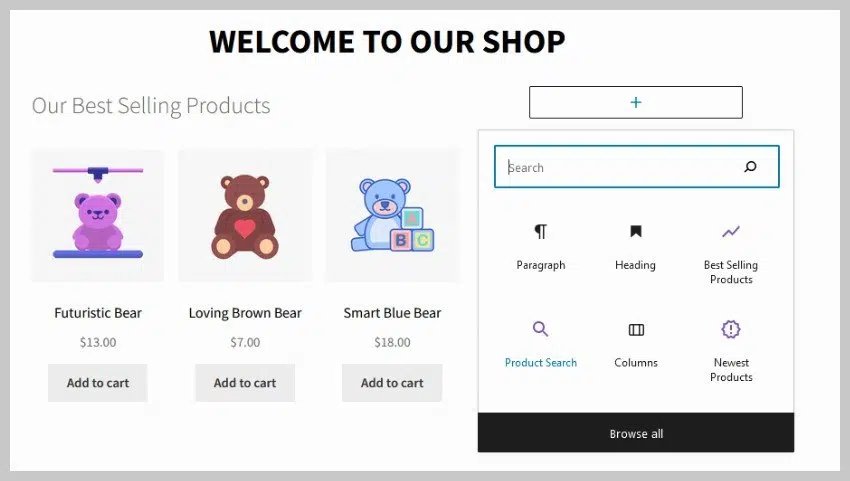 WELCOME TO OUR SHOP
Our Best Selling Products
Futuristic Bear
$13.00
Add to cart
Loving Brown Bear
$7.00
Add to cart
A
B C
Smart Blue Bear
$18.00
Add to cart
+
Search
Paragraph
Heading
Best Selling
Products
Product Search
Columns
Newest
Products
Browse all